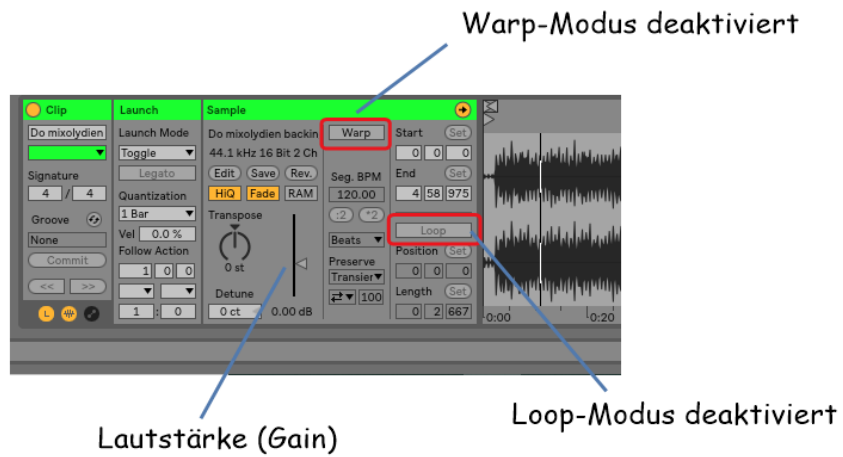 Warp-Modus deaktiviert
Clip
Do mixolydien
Signature
4 / 4
Groove
None
Commit
<< >>
L
Launch
Launch Mode
Toggle
Legato
Quantization
1 Bar
Vel 0.0 %
Follow Action
1 0 0
1 : 0
Sample
Do mixolydien backin
44.1 kHz 16 Bit 2 Ch
Edit Save Rev.
HiQ Fade RAM
Transpose
0 st
Detune
0 ct 0.00 dB
Warp
Seg. BPM
120.00
:2 *2
Beats
Preserve
Transier
100
Start Set
0 0 0
End Set
4 58 975
Loop
Position Set
0 0 0
Length Set
0 2 667
0:00 0:20
Loop-Modus deaktiviert
Lautstärke (Gain)